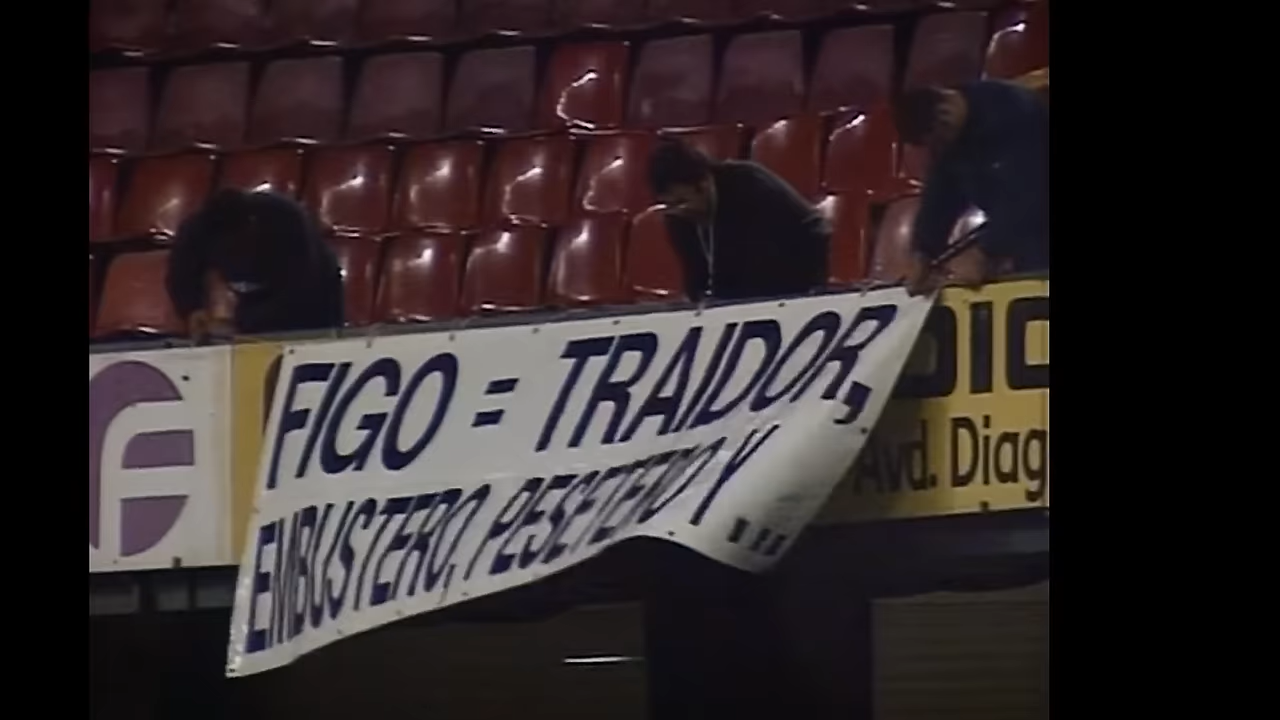 FIGO = TRAIDOR,
EMBUSTERO, PESETERO Y
Avd. Diag